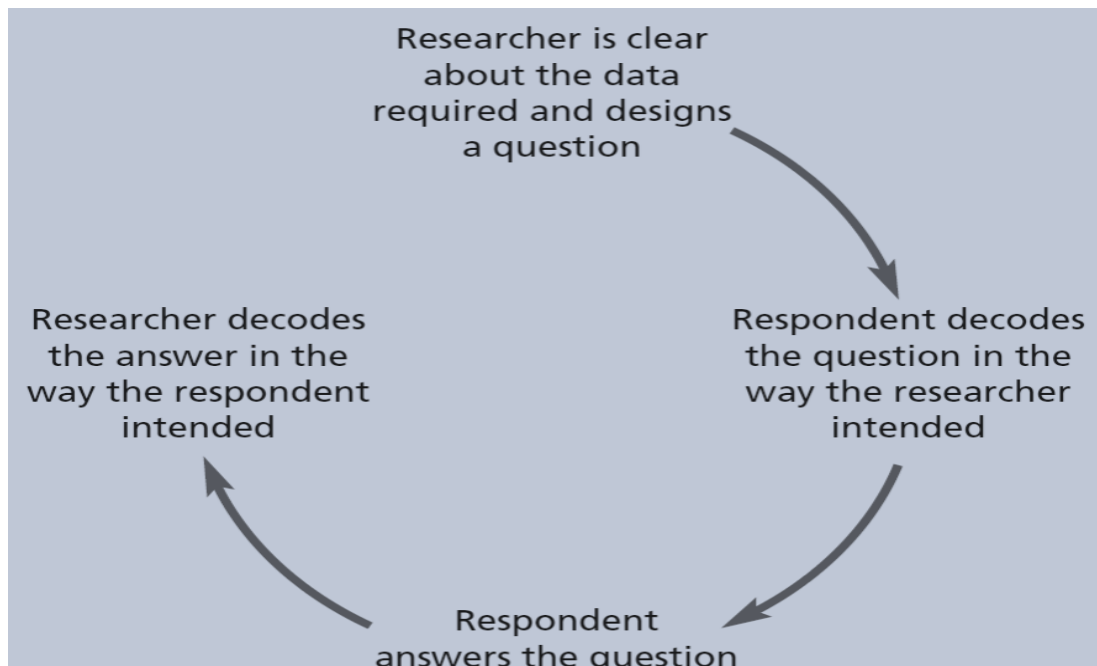 Researcher is clear
about the data
required and designs
a question
Respondent decodes
the question in the
way the researcher
intended
Respondent
answers the question
Researcher decodes
the answer in the
way the respondent
intended